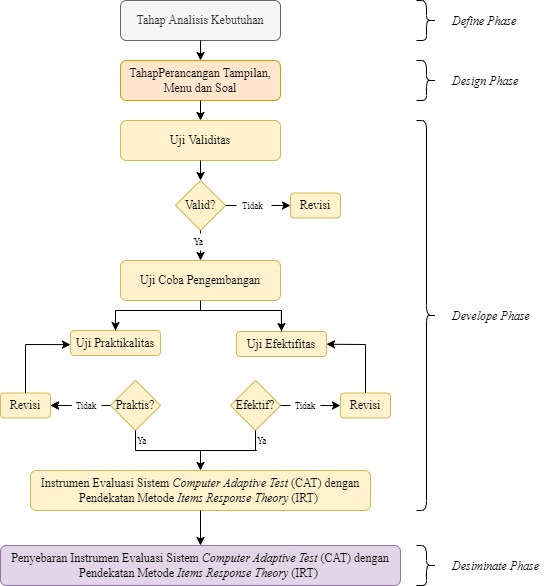 Tahap Analisis Kebutuhan
Define Phase
TahapPerancangan Tampilan,
Menu dan Soal
Design Phase
Uji Validitas
Valid?
Tidak
Revisi
Ya
Uji Coba Pengembangan
Develope Phase
Uji Praktikalitas
Uji Efektifitas
Revisi
Tidak
Praktis?
Efektif?
Tidak
Revisi
Ya
Ya
Instrumen Evaluasi Sistem Computer Adaptive Test (CAT) dengan
Pendekatan Metode Items Response Theory (IRT)
Penyebaran Instrumen Evaluasi Sistem Computer Adaptive Test (CAT) dengan
Pendekatan Metode Items Response Theory (IRT)
Desiminate Phase